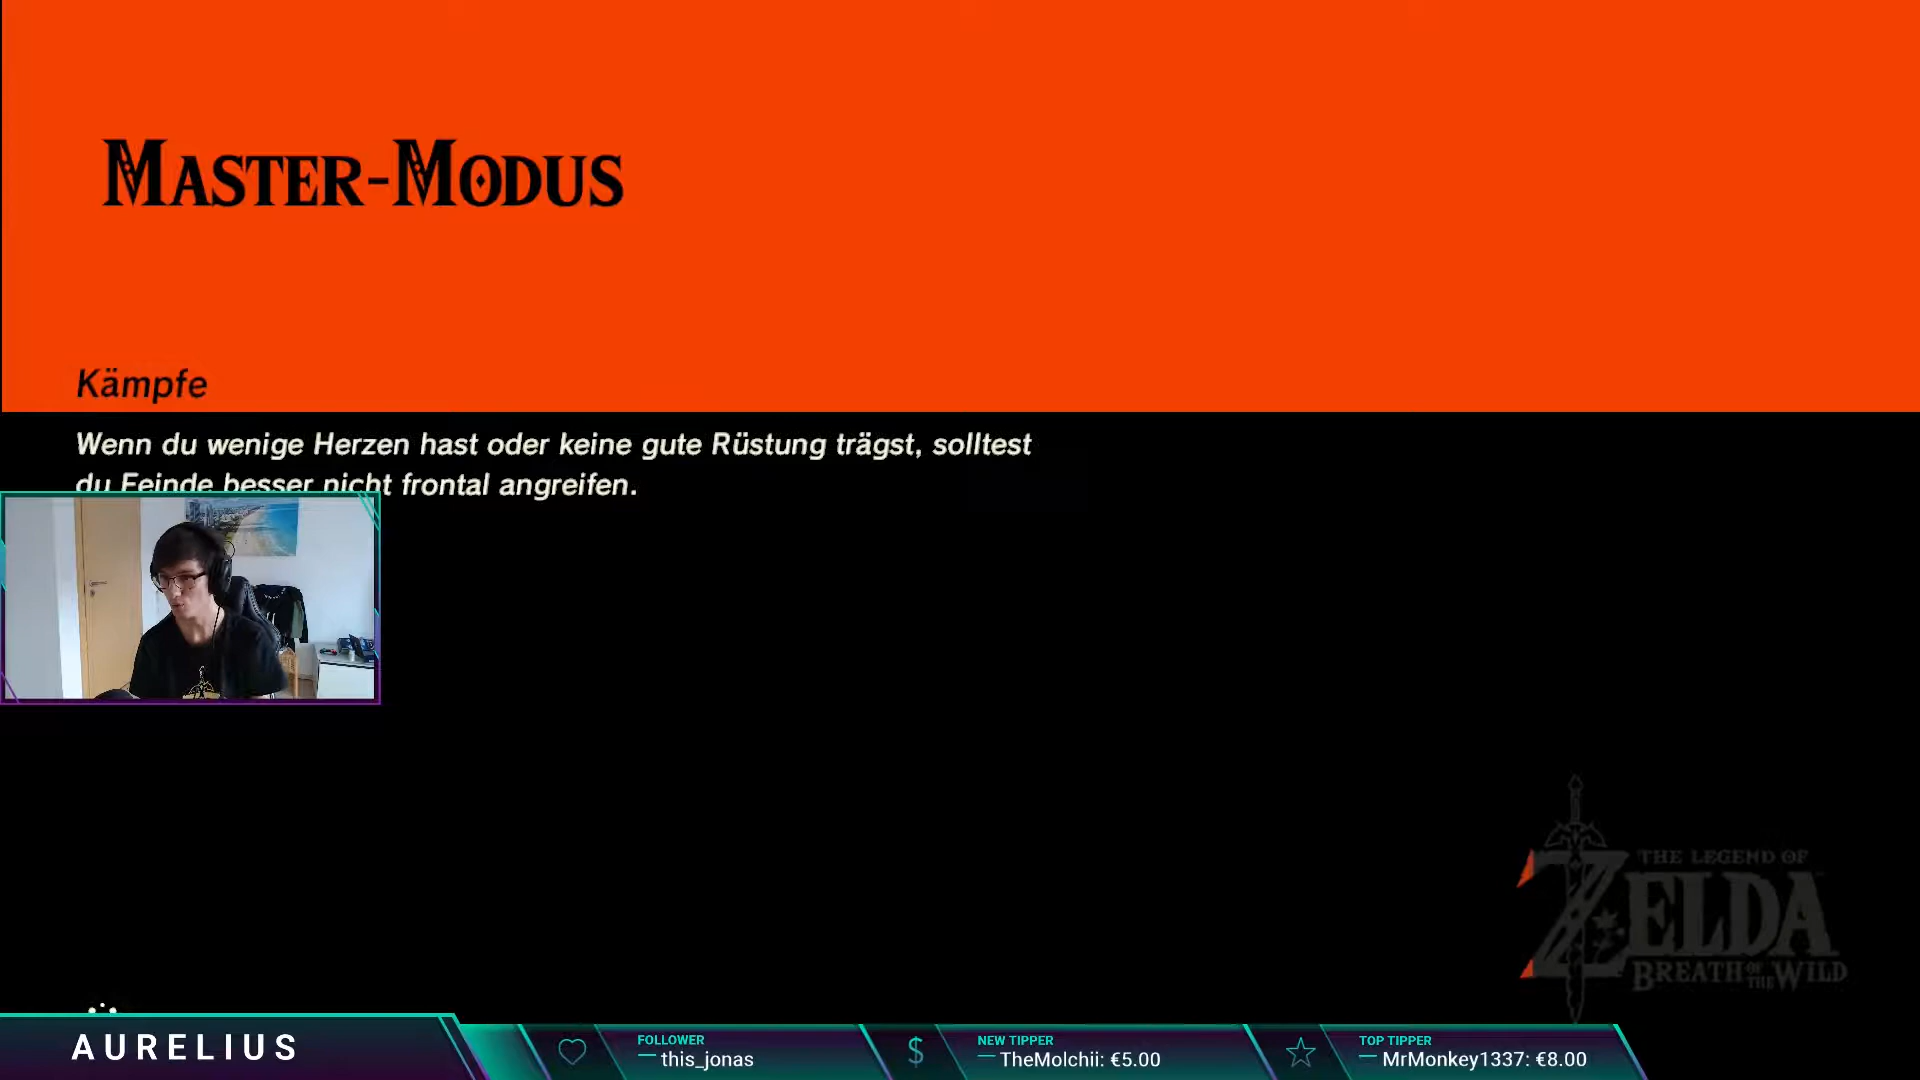 MASTER-MODUS
Kämpfe
Wenn du wenige Herzen hast oder keine gute Rüstung trägst, solltest
du Feinde besser nicht frontal angreifen.
THE LEGEND OF
ZELDA
BREATH OF THE WILD
AURELIUS
FOLLOWER
this_jonas
NEW TIPPER
TheMolchii: €5.00
TOP TIPPER
MrMonkey1337: €8.00